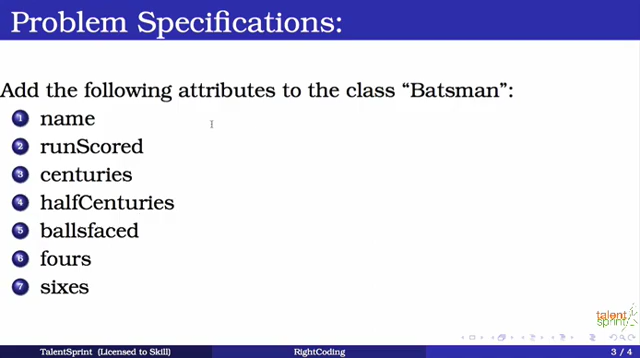 Problem Specifications:
Add the following attributes to the class “Batsman”:
1 name
2 runScored
3 centuries
4 halfCenturies
5 ballsfaced
6 fours
7 sixes
talent
sprint
TalentSprint (Licensed to Skill) RightCoding 3 / 4